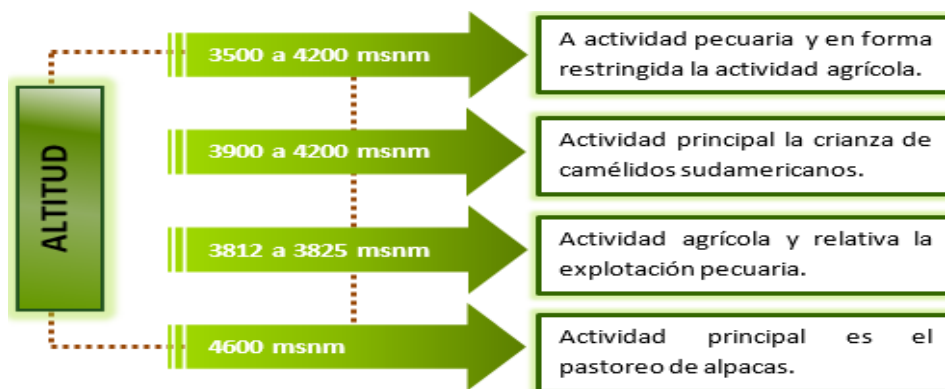 ALTITUD
3500 a 4200 msnm
A actividad pecuaria y en forma
restringida la actividad agrícola.
3900 a 4200 msnm
Actividad principal la crianza de
camélidos sudamericanos.
3812 a 3825 msnm
Actividad agrícola y relativa la
explotación pecuaria.
4600 msnm
Actividad principal es el
pastoreo de alpacas.